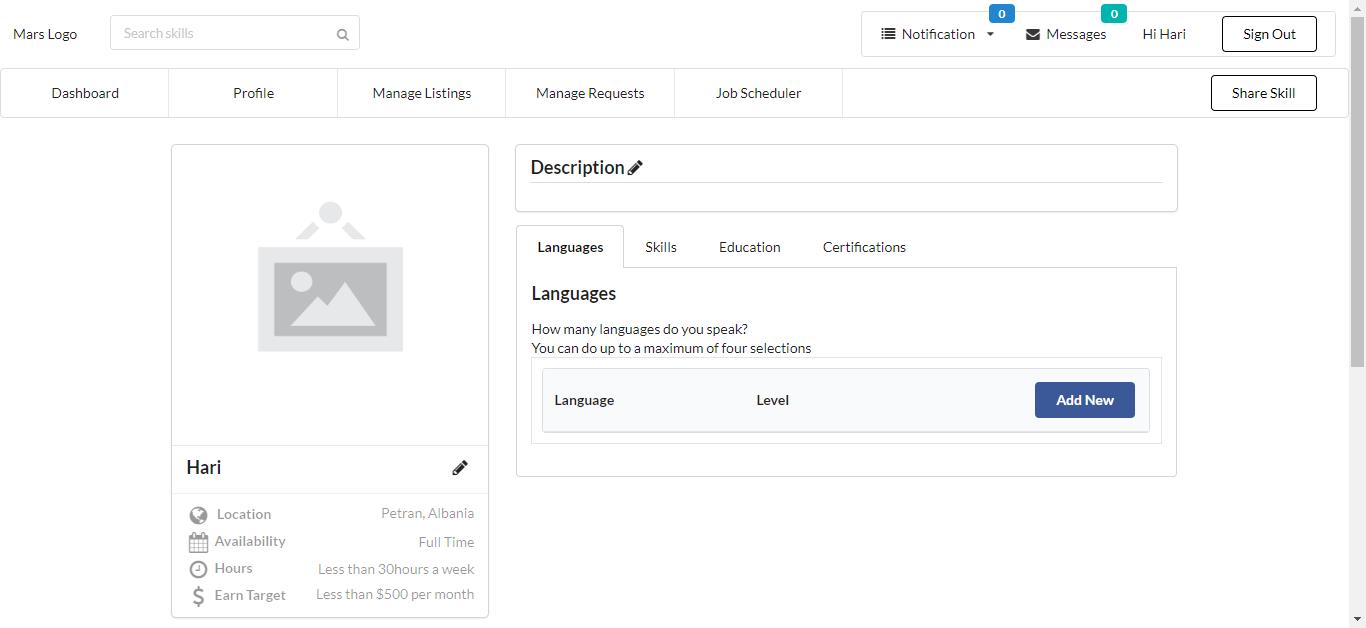 Mars Logo
Search skills
0
0
Notification
Messages
Hi Hari
Sign Out
Dashboard
Profile
Manage Listings
Manage Requests
Job Scheduler
Share Skill
Description
Languages
Skills
Education
Certifications
Languages
How many languages do you speak?
You can do up to a maximum of four selections
Language
Level
Add New
Hari
Location
Petran, Albania
Availability
Full Time
Hours
Less than 30hours a week
Earn Target
Less than $500 per month